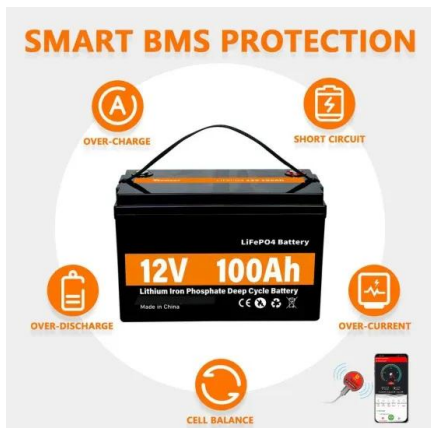 SMART BMS PROTECTION
OVER-CHARGE
SHORT CIRCUIT
LiFePO4 Battery
12V 100Ah
Lithium Iron Phosphate Deep Cycle Battery
Made in China
CE
OVER-DISCHARGE
OVER-CURRENT
CELL BALANCE